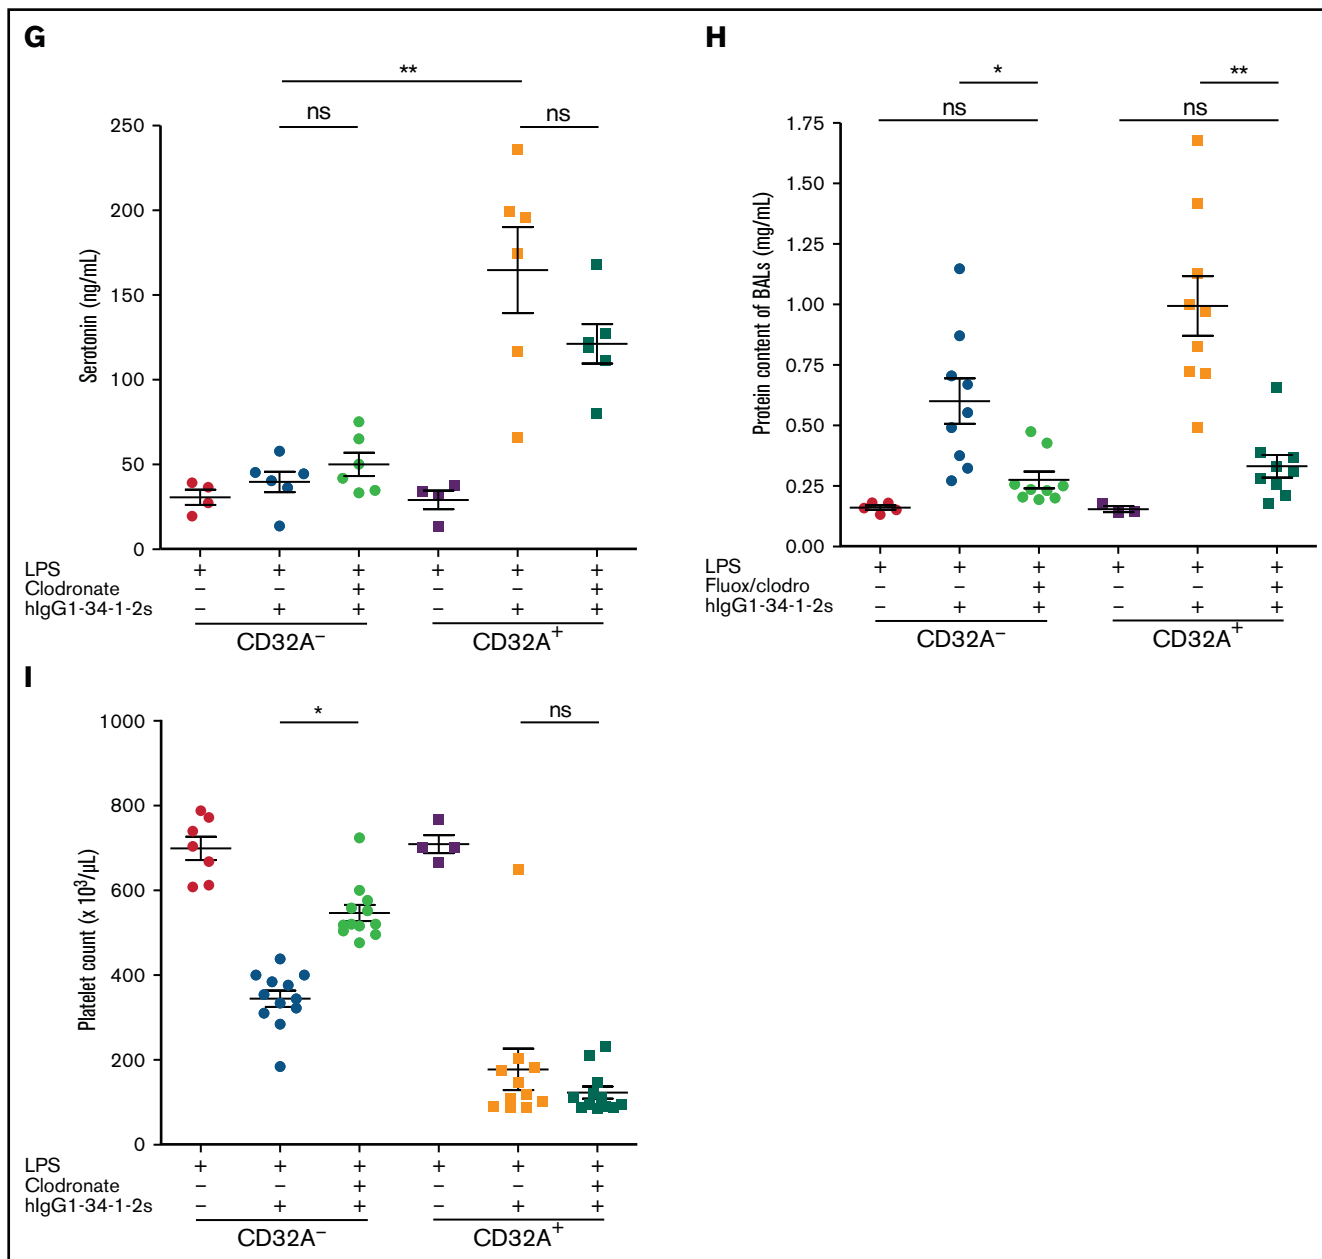 G
**
ns
ns
250
200
150
100
50
0
Serotonin (ng/mL)
LPS + + + + + +
Clodronate – – + – – +
hIgG1-34-1-2s – + + – + +
CD32A–
CD32A+
H
*
**
ns
ns
1.75
1.50
1.25
1.00
0.75
0.50
0.25
0.00
Protein content of BALs (mg/mL)
LPS + + + + + +
Fluox/clodro – – + – – +
hIgG1-34-1-2s – + + – + +
CD32A–
CD32A+
I
*
ns
1000
800
600
400
200
0
Platelet count (x 10³/µL)
LPS + + + + + +
Clodronate – – + – – +
hIgG1-34-1-2s – + + – + +
CD32A–
CD32A+